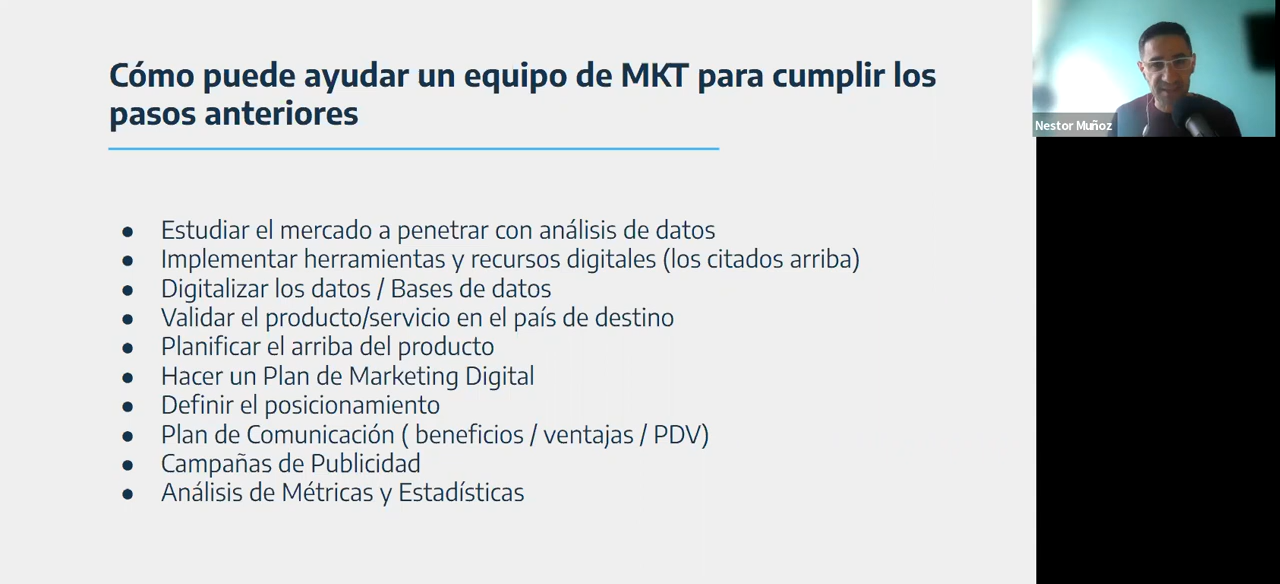 Cómo puede ayudar un equipo de MKT para cumplir los
pasos anteriores
● Estudiar el mercado a penetrar con análisis de datos
● Implementar herramientas y recursos digitales (los citados arriba)
● Digitalizar los datos / Bases de datos
● Validar el producto/servicio en el país de destino
● Planificar el arriba del producto
● Hacer un Plan de Marketing Digital
● Definir el posicionamiento
● Plan de Comunicación ( beneficios / ventajas / PDV)
● Campañas de Publicidad
● Análisis de Métricas y Estadísticas
Nestor Muñoz